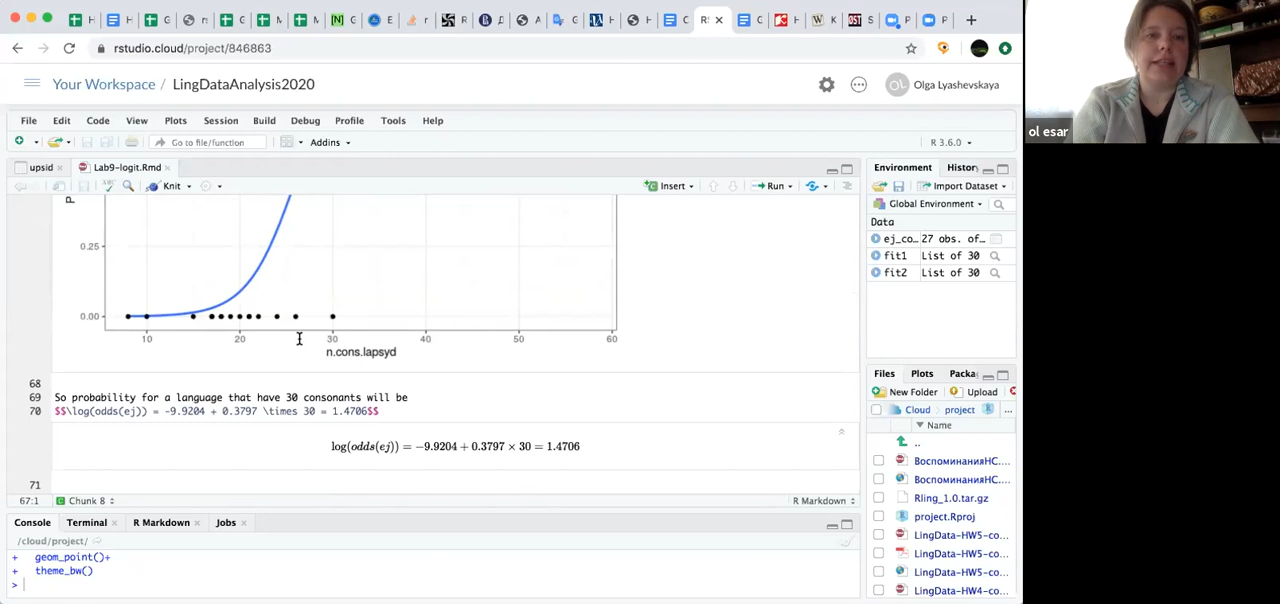 rstudio.cloud/project/846863
Your Workspace / LingDataAnalysis2020
OL Olga Lyashevskaya
ol esar
File Edit Code View Plots Session Build Debug Profile Tools Help
Go to file/function Addins R 3.6.0
upsid Lab9-logit.Rmd
Knit Insert Run
0.25
0.00
10 20 30 40 50 60
n.cons.lapsyd
68
69 So probability for a language that have 30 consonants will be
70 $$\log(odds(ej)) = -9.9204 + 0.3797 \times 30 = 1.4706$$
log(odds(ej)) = −9.9204 + 0.3797 × 30 = 1.4706
71
67:1 Chunk 8 R Markdown
Console Terminal R Markdown Jobs
/cloud/project/
+ geom_point()+
+ theme_bw()
>
Environment History
Import Dataset
Global Environment
Data
ej_co… 27 obs. of…
fit1 List of 30
fit2 List of 30
Files Plots Packa
New Folder Upload
Cloud project ...
Name
..
ВоспоминанияНС....
ВоспоминанияНС....
Rling_1.0.tar.gz
project.Rproj
LingData-HW5-co...
LingData-HW5-co...
LingData-HW5-co...
LingData-HW4-co...